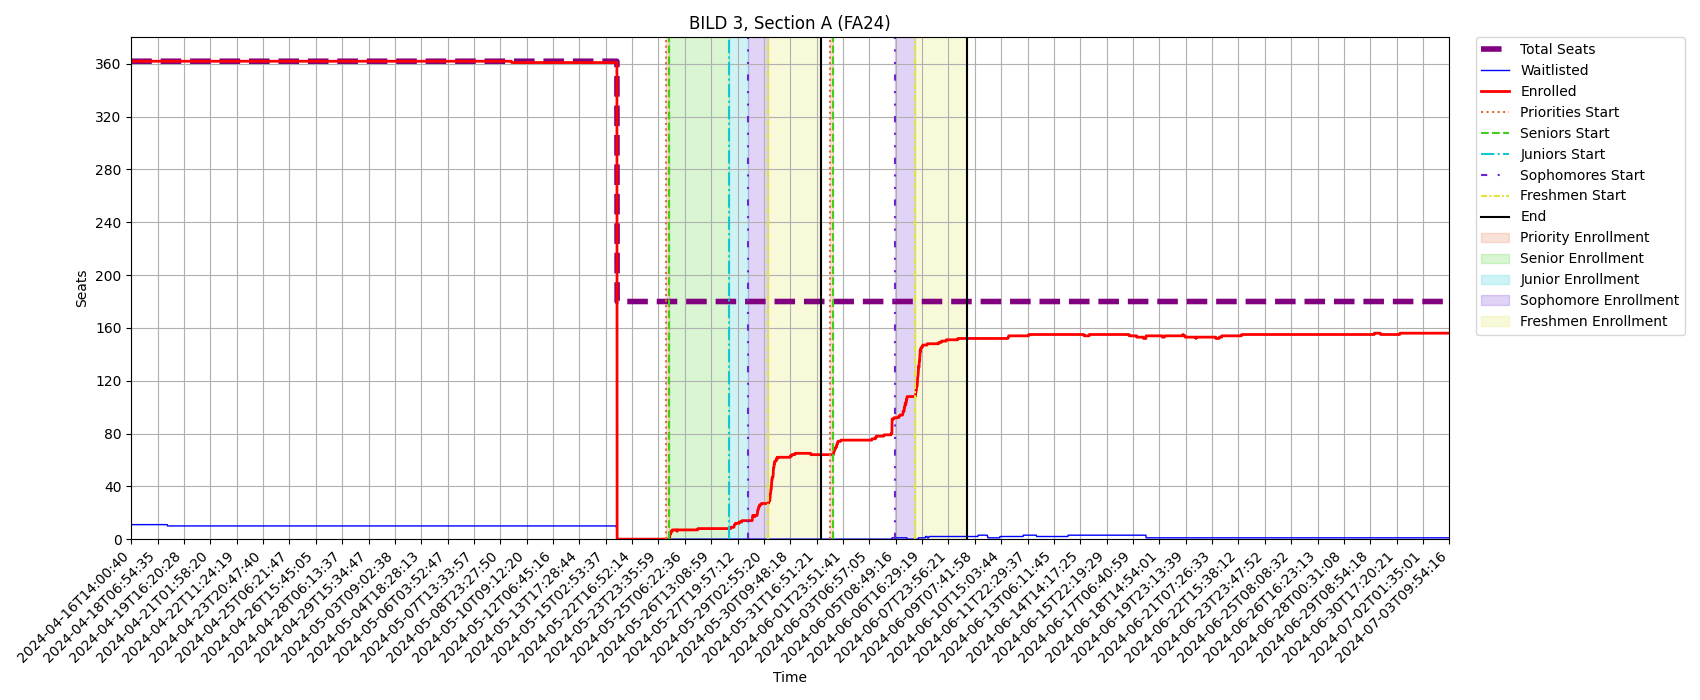 BILD 3, Section A (FA24)
Total Seats
Waitlisted
Enrolled
Priorities Start
Seniors Start
Juniors Start
Sophomores Start
Freshmen Start
End
Priority Enrollment
Senior Enrollment
Junior Enrollment
Sophomore Enrollment
Freshmen Enrollment
Seats
360
320
280
240
200
160
120
80
40
0
2024-04-16T14:00:40
2024-04-18T06:54:35
2024-04-19T16:20:28
2024-04-21T01:58:20
2024-04-22T11:24:19
2024-04-23T20:47:40
2024-04-25T06:21:47
2024-04-26T15:45:05
2024-04-28T06:13:37
2024-04-29T15:34:47
2024-05-03T09:02:38
2024-05-04T18:28:13
2024-05-06T03:52:47
2024-05-07T13:33:57
2024-05-08T23:27:50
2024-05-10T09:12:20
2024-05-12T06:45:16
2024-05-13T17:28:44
2024-05-15T02:53:37
2024-05-22T16:52:14
2024-05-23T23:35:59
2024-05-25T06:22:36
2024-05-26T13:08:59
2024-05-27T19:57:12
2024-05-29T02:55:20
2024-05-30T09:48:18
2024-05-31T16:51:21
2024-06-01T23:51:41
2024-06-03T06:57:05
2024-06-05T08:49:16
2024-06-06T16:29:19
2024-06-07T23:56:21
2024-06-09T07:41:58
2024-06-10T15:03:44
2024-06-11T22:29:37
2024-06-13T06:11:45
2024-06-14T14:17:25
2024-06-15T22:19:29
2024-06-17T06:40:59
2024-06-18T14:54:01
2024-06-19T23:13:39
2024-06-21T07:26:33
2024-06-22T15:38:12
2024-06-23T23:47:52
2024-06-25T08:08:32
2024-06-26T16:23:13
2024-06-28T00:31:08
2024-06-29T08:54:18
2024-06-30T17:20:21
2024-07-02T01:35:01
2024-07-03T09:54:16
Time